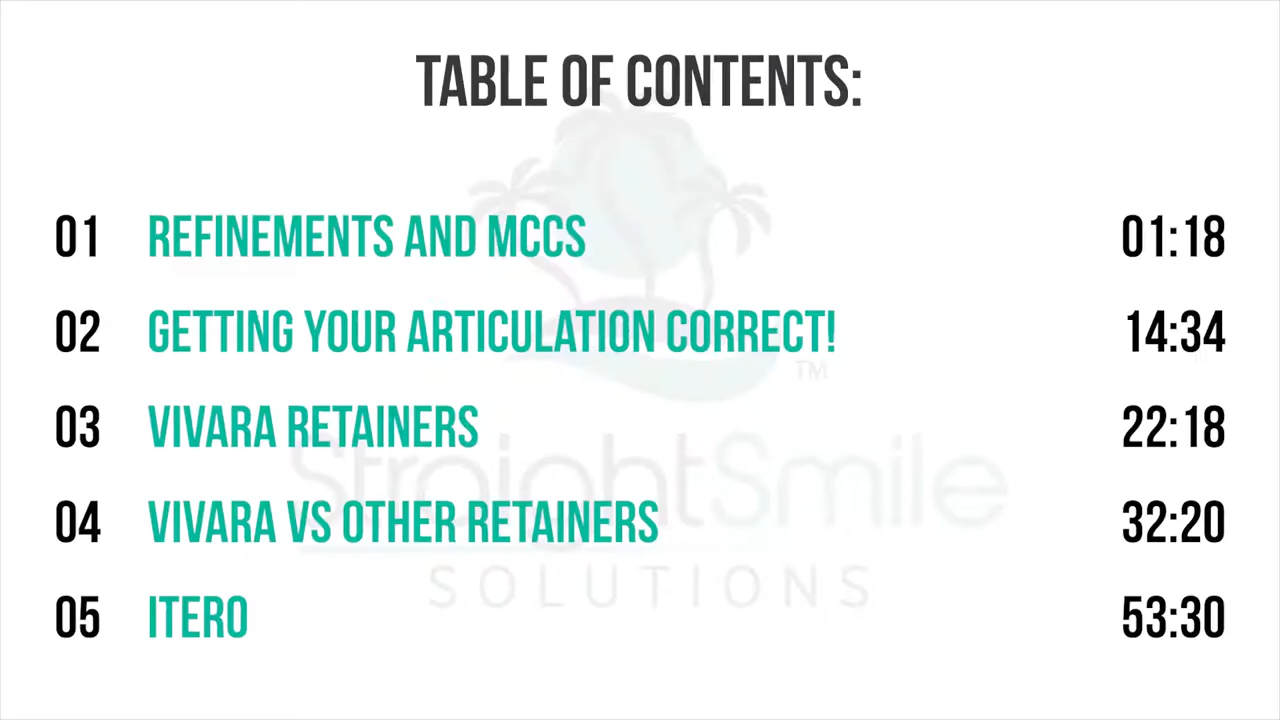 TABLE OF CONTENTS:
01 REFINEMENTS AND MCCS 01:18
02 GETTING YOUR ARTICULATION CORRECT! 14:34
03 VIVARA RETAINERS 22:18
04 VIVARA VS OTHER RETAINERS 32:20
05 ITERO 53:30
TM
StraightSmile
SOLUTIONS